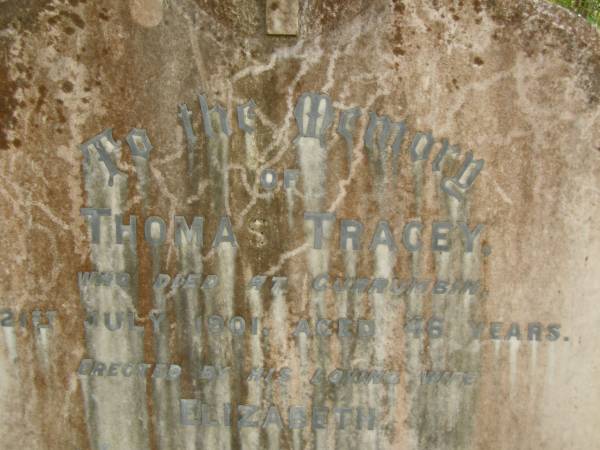 To the Memory
OF
THOMAS TRACEY.
WHO DIED AT CURRUMBIN,
21ST JULY 1901, AGED 46 YEARS.
ERECTED BY HIS LOVING WIFE
ELIZABETH.